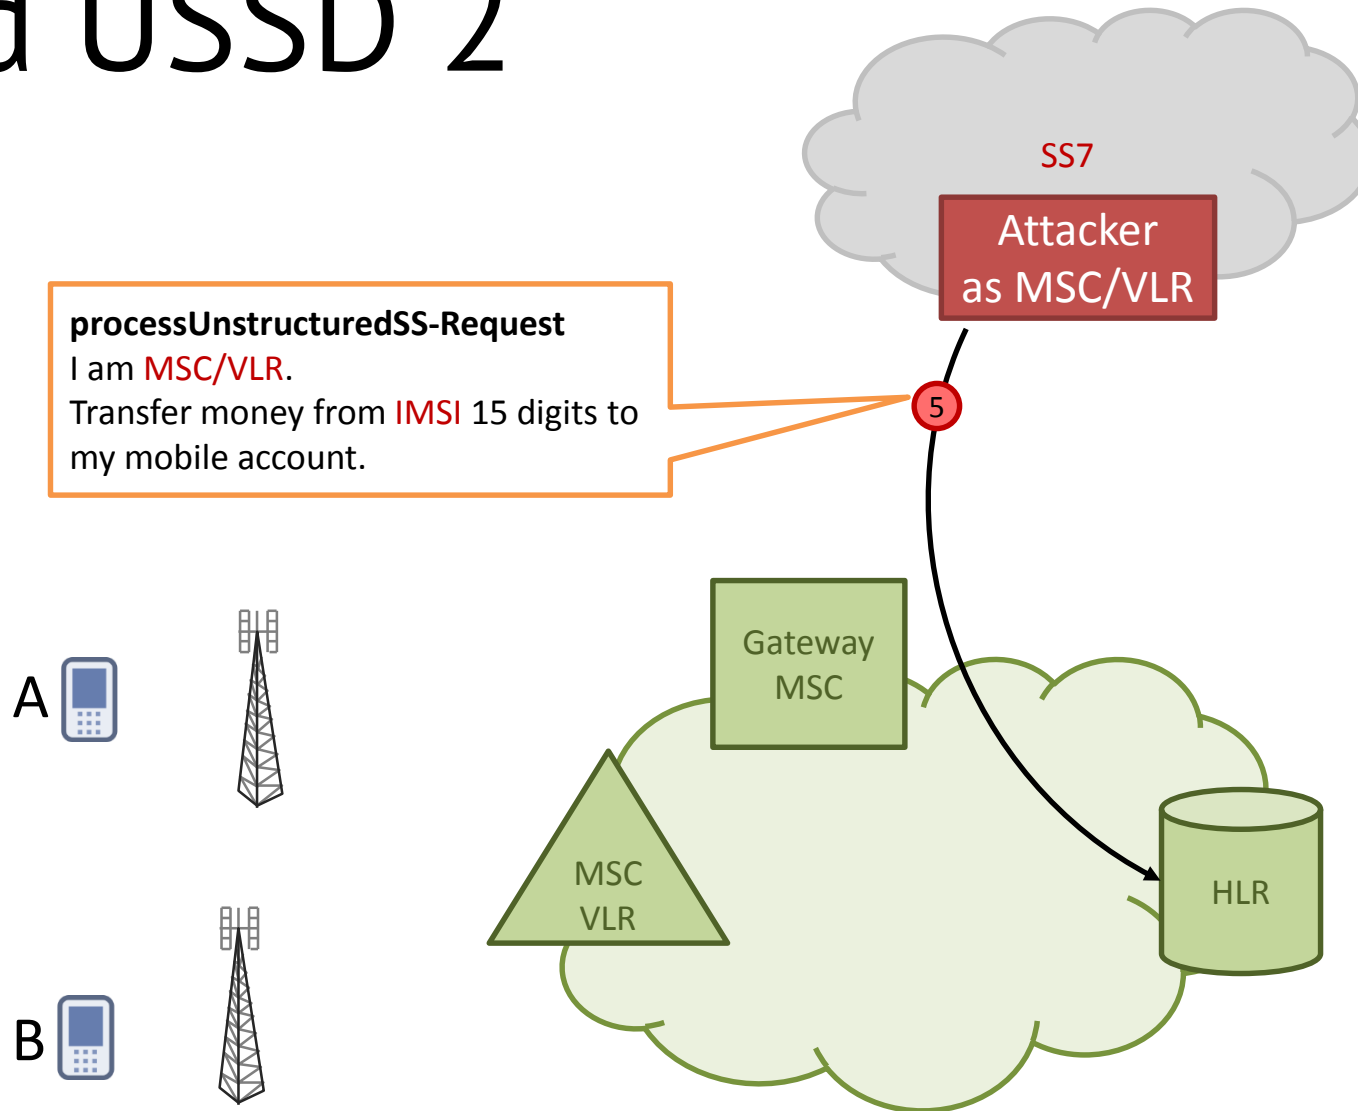 d USSD 2
SS7
Attacker
as MSC/VLR
processUnstructuredSS-Request
I am MSC/VLR.
Transfer money from IMSI 15 digits to
my mobile account.
5
Gateway
MSC
A
MSC
VLR
HLR
B